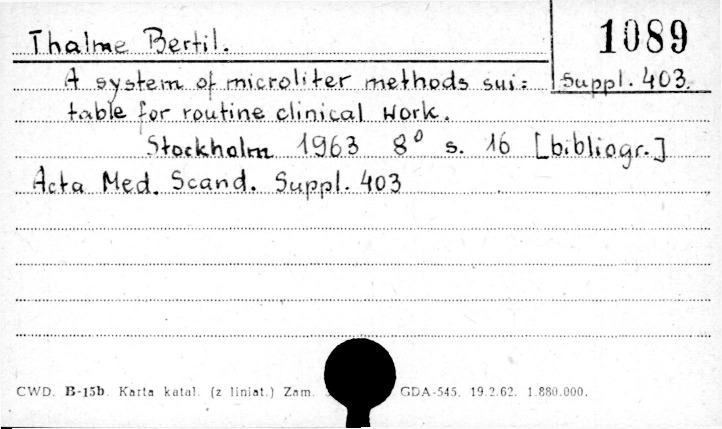 Thalme Bertil.
1089
Suppl. 403.
A system of microliter methods sui=
table for routine clinical work.
Stockholm 1963 8° s. 16 [bibliogr.]
Acta Med. Scand. Suppl. 403
CWD. B-15b. Karta katal. (z liniat.) Zam. GDA-545. 19.2.62. 1.880.000.